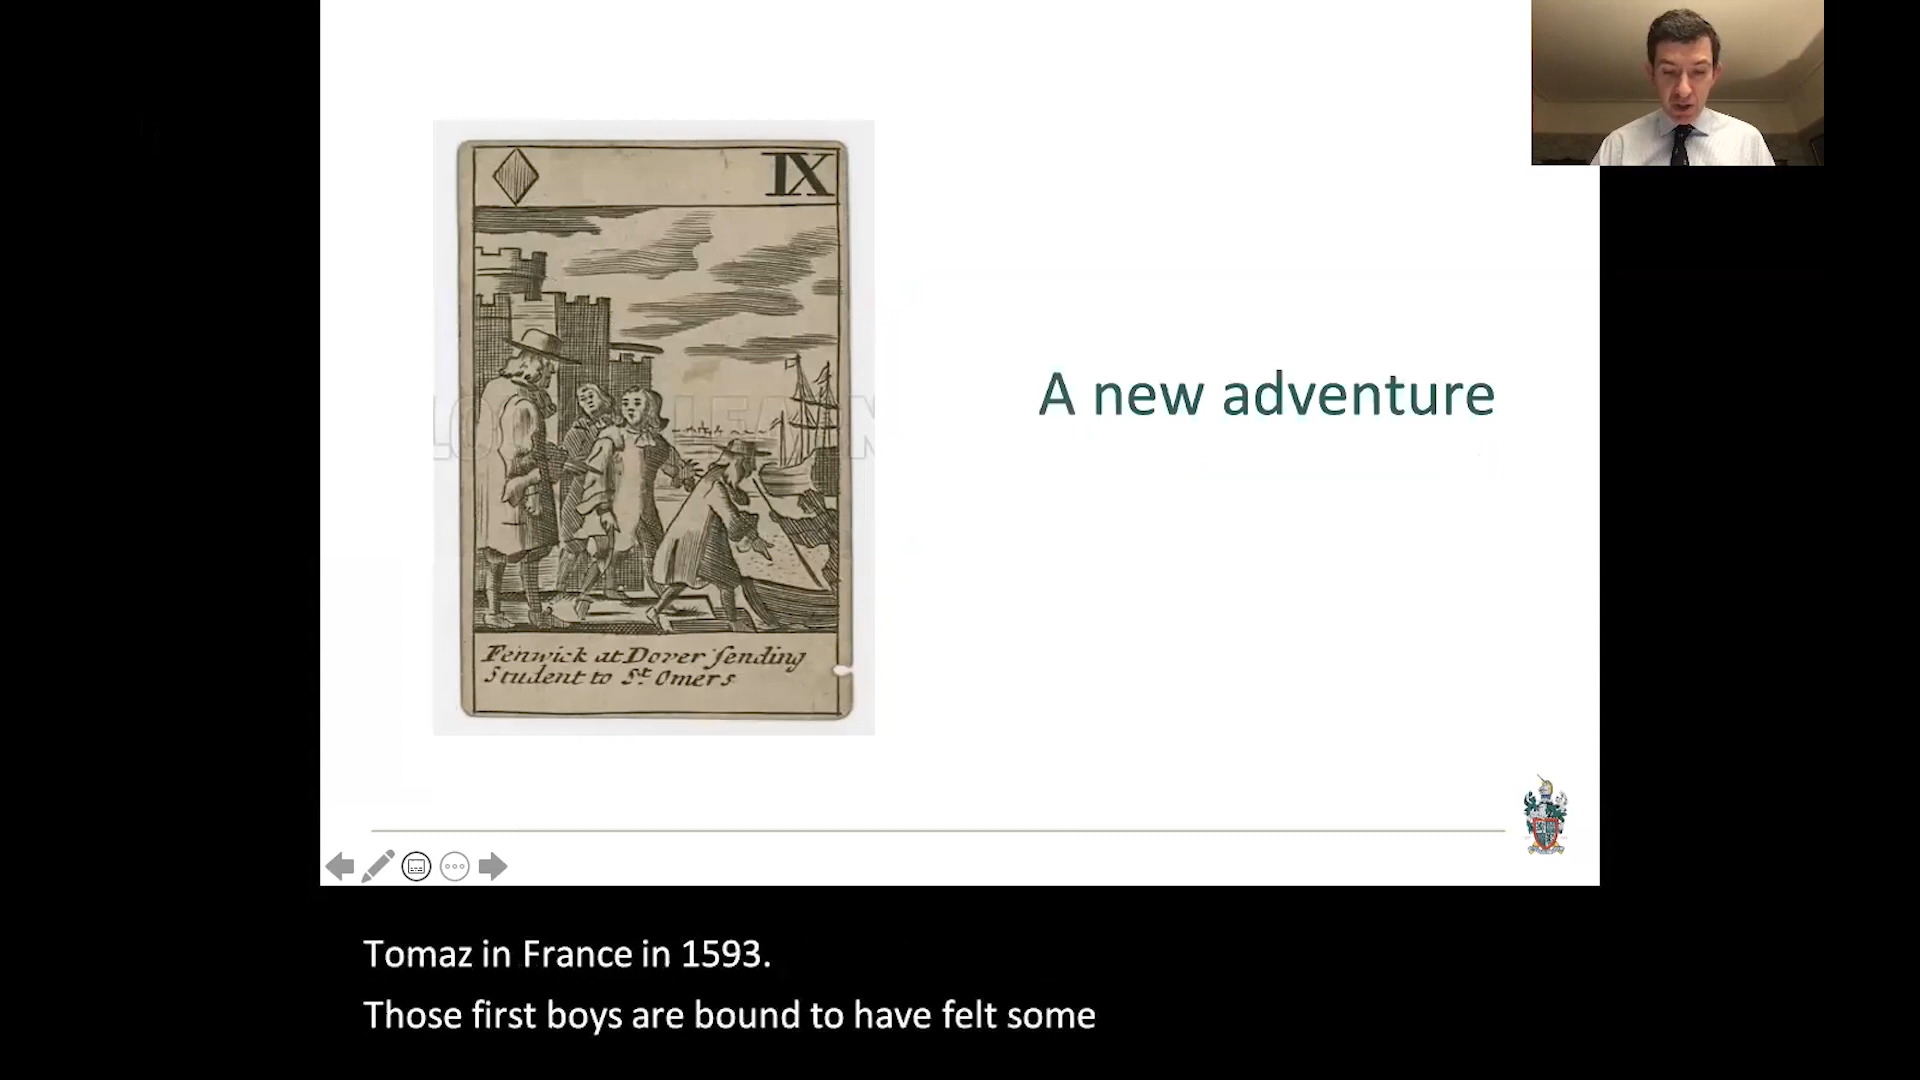 IX
Fenwick at Dover ſending
Student to St. Omers
A new adventure
Tomaz in France in 1593.
Those first boys are bound to have felt some